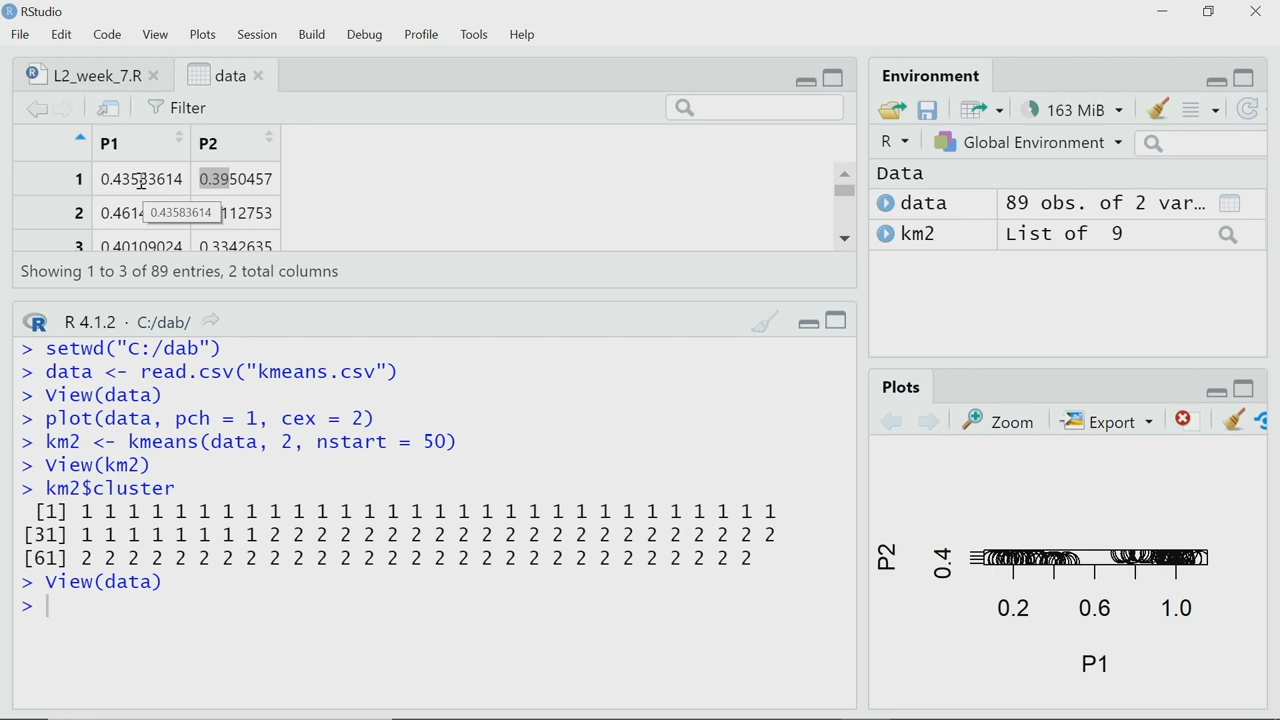 RStudio
File Edit Code View Plots Session Build Debug Profile Tools Help
L2_week_7.R data
Filter
P1 P2
1 0.43583614 0.3950457
2 0.461 112753
0.43583614
3 0.40109024 0.3342635
Showing 1 to 3 of 89 entries, 2 total columns
R 4.1.2 · C:/dab/
> setwd("C:/dab")
> data <- read.csv("kmeans.csv")
> View(data)
> plot(data, pch = 1, cex = 2)
> km2 <- kmeans(data, 2, nstart = 50)
> View(km2)
> km2$cluster
[1] 1 1 1 1 1 1 1 1 1 1 1 1 1 1 1 1 1 1 1 1 1 1 1 1 1 1 1 1 1 1
[31] 1 1 1 1 1 1 1 1 2 2 2 2 2 2 2 2 2 2 2 2 2 2 2 2 2 2 2 2 2 2
[61] 2 2 2 2 2 2 2 2 2 2 2 2 2 2 2 2 2 2 2 2 2 2 2 2 2 2 2 2 2
> View(data)
>
Environment
163 MiB
R Global Environment
Data
data 89 obs. of 2 var...
km2 List of 9
Plots
Zoom Export
P2
0.4
0.2 0.6 1.0
P1